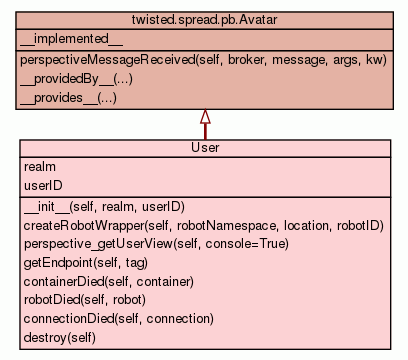 twisted.spread.pb.Avatar
__implemented__
perspectiveMessageReceived(self, broker, message, args, kw)
__providedBy__(...)
__provides__(...)
User
realm
userID
__init__(self, realm, userID)
createRobotWrapper(self, robotNamespace, location, robotID)
perspective_getUserView(self, console=True)
getEndpoint(self, tag)
containerDied(self, container)
robotDied(self, robot)
connectionDied(self, connection)
destroy(self)